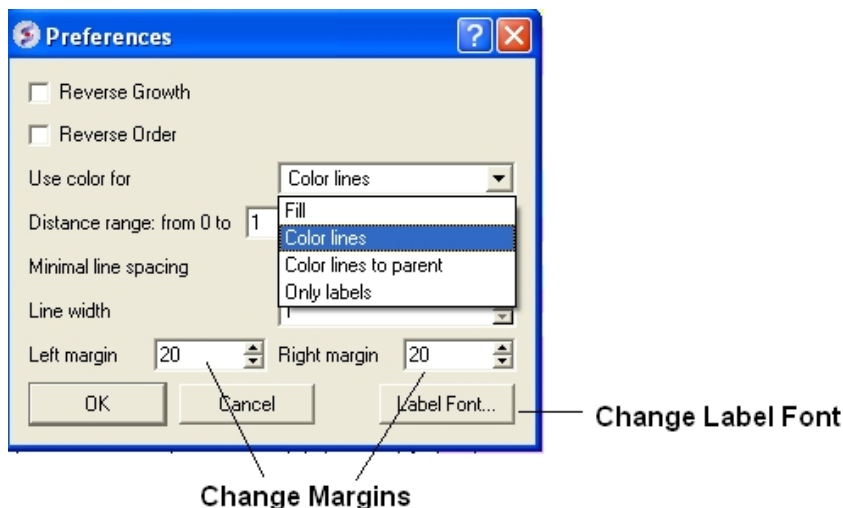 Preferences
?
Reverse Growth
Reverse Order
Use color for Color lines
Fill
Distance range: from 0 to 1
Color lines
Minimal line spacing
Color lines to parent
Only labels
Line width
Left margin 20 Right margin 20
OK Cancel Label Font...
Change Label Font
Change Margins